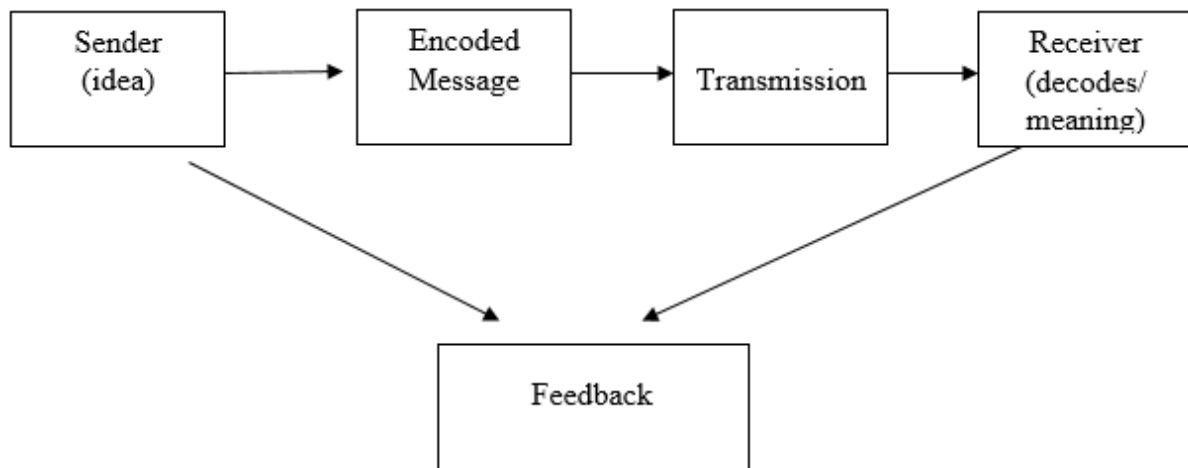 Sender
(idea)
Encoded
Message
Transmission
Receiver
(decodes/
meaning)
Feedback